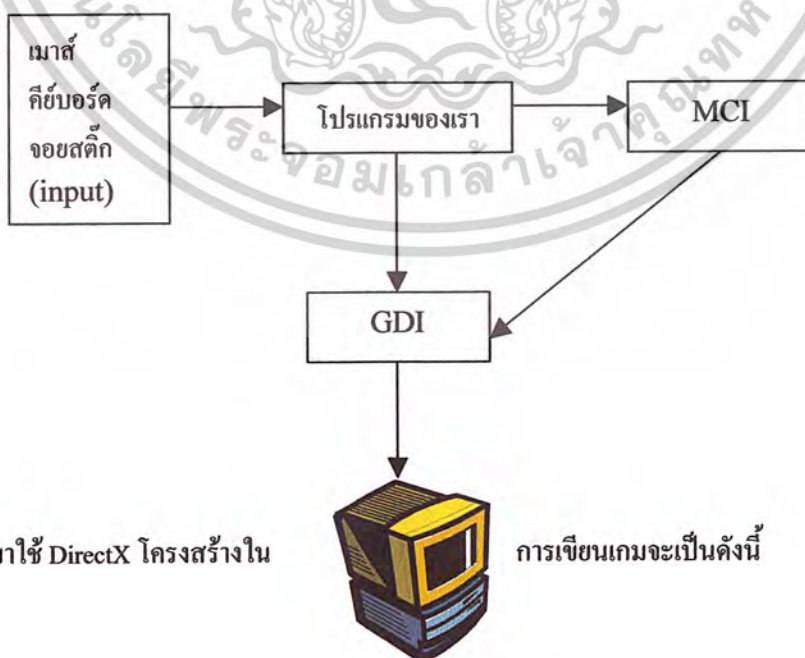 เมาส์
คีย์บอร์ด
จอยสติ๊ก
(input)
โปรแกรมของเรา
MCI
GDI
าใช้ DirectX โครงสร้างใน
การเขียนเกมจะเป็นดังนี้